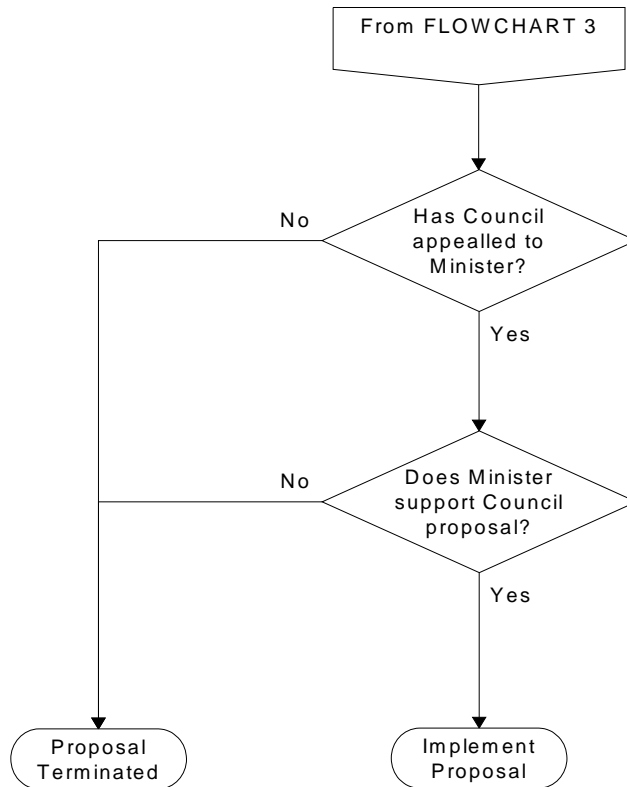 From FLOWCHART 3
No
Has Council
appealled to
Minister?
Yes
No
Does Minister
support Council
proposal?
Yes
Proposal
Terminated
Implement
Proposal